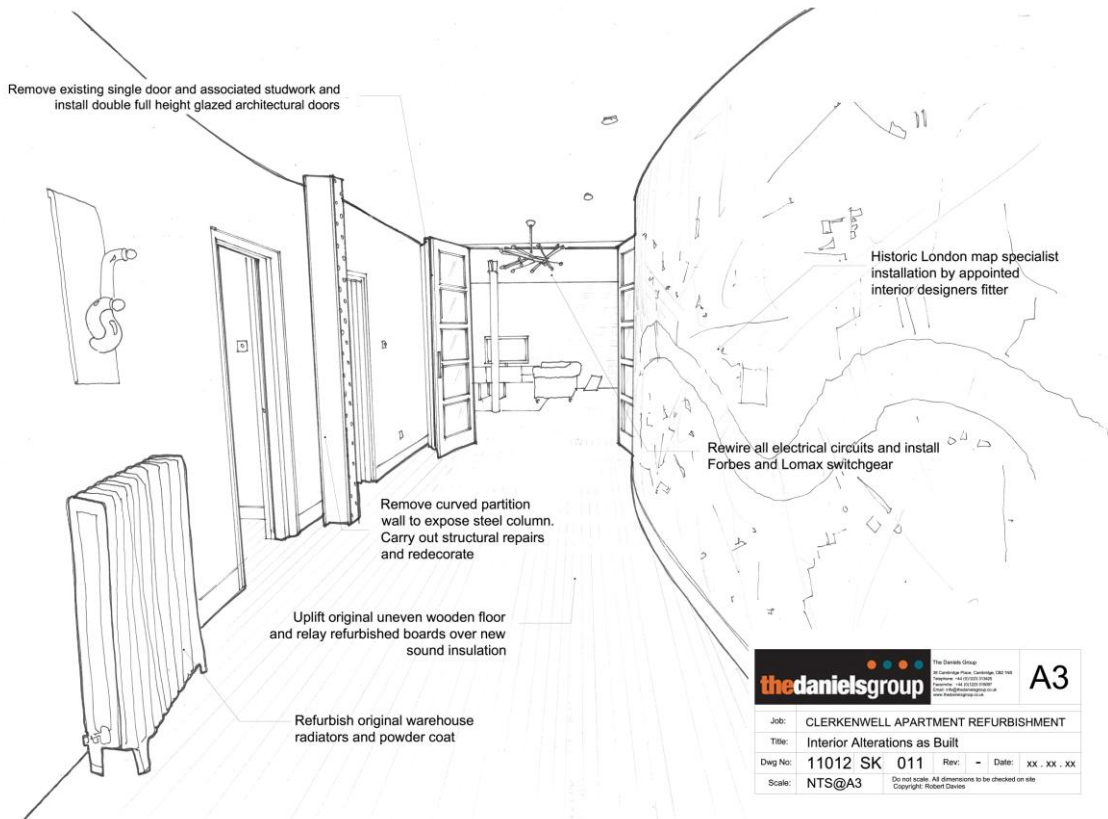 Remove existing single door and associated studwork and
install double full height glazed architectural doors
Historic London map specialist
installation by appointed
interior designers fitter
Rewire all electrical circuits and install
Forbes and Lomax switchgear
Remove curved partition
wall to expose steel column.
Carry out structural repairs
and redecorate
Uplift original uneven wooden floor
and relay refurbished boards over new
sound insulation
Refurbish original warehouse
radiators and powder coat
thedanielsgroup
The Daniels Group
Cambridge Place, Cambridge, CB2 1NS
A3
Job: CLERKENWELL APARTMENT REFURBISHMENT
Title: Interior Alterations as Built
Dwg No: 11012 SK 011 Rev: - Date: xx . xx . xx
Scale: NTS@A3
Do not scale. All dimensions to be checked on site
Copyright: Robert Davies